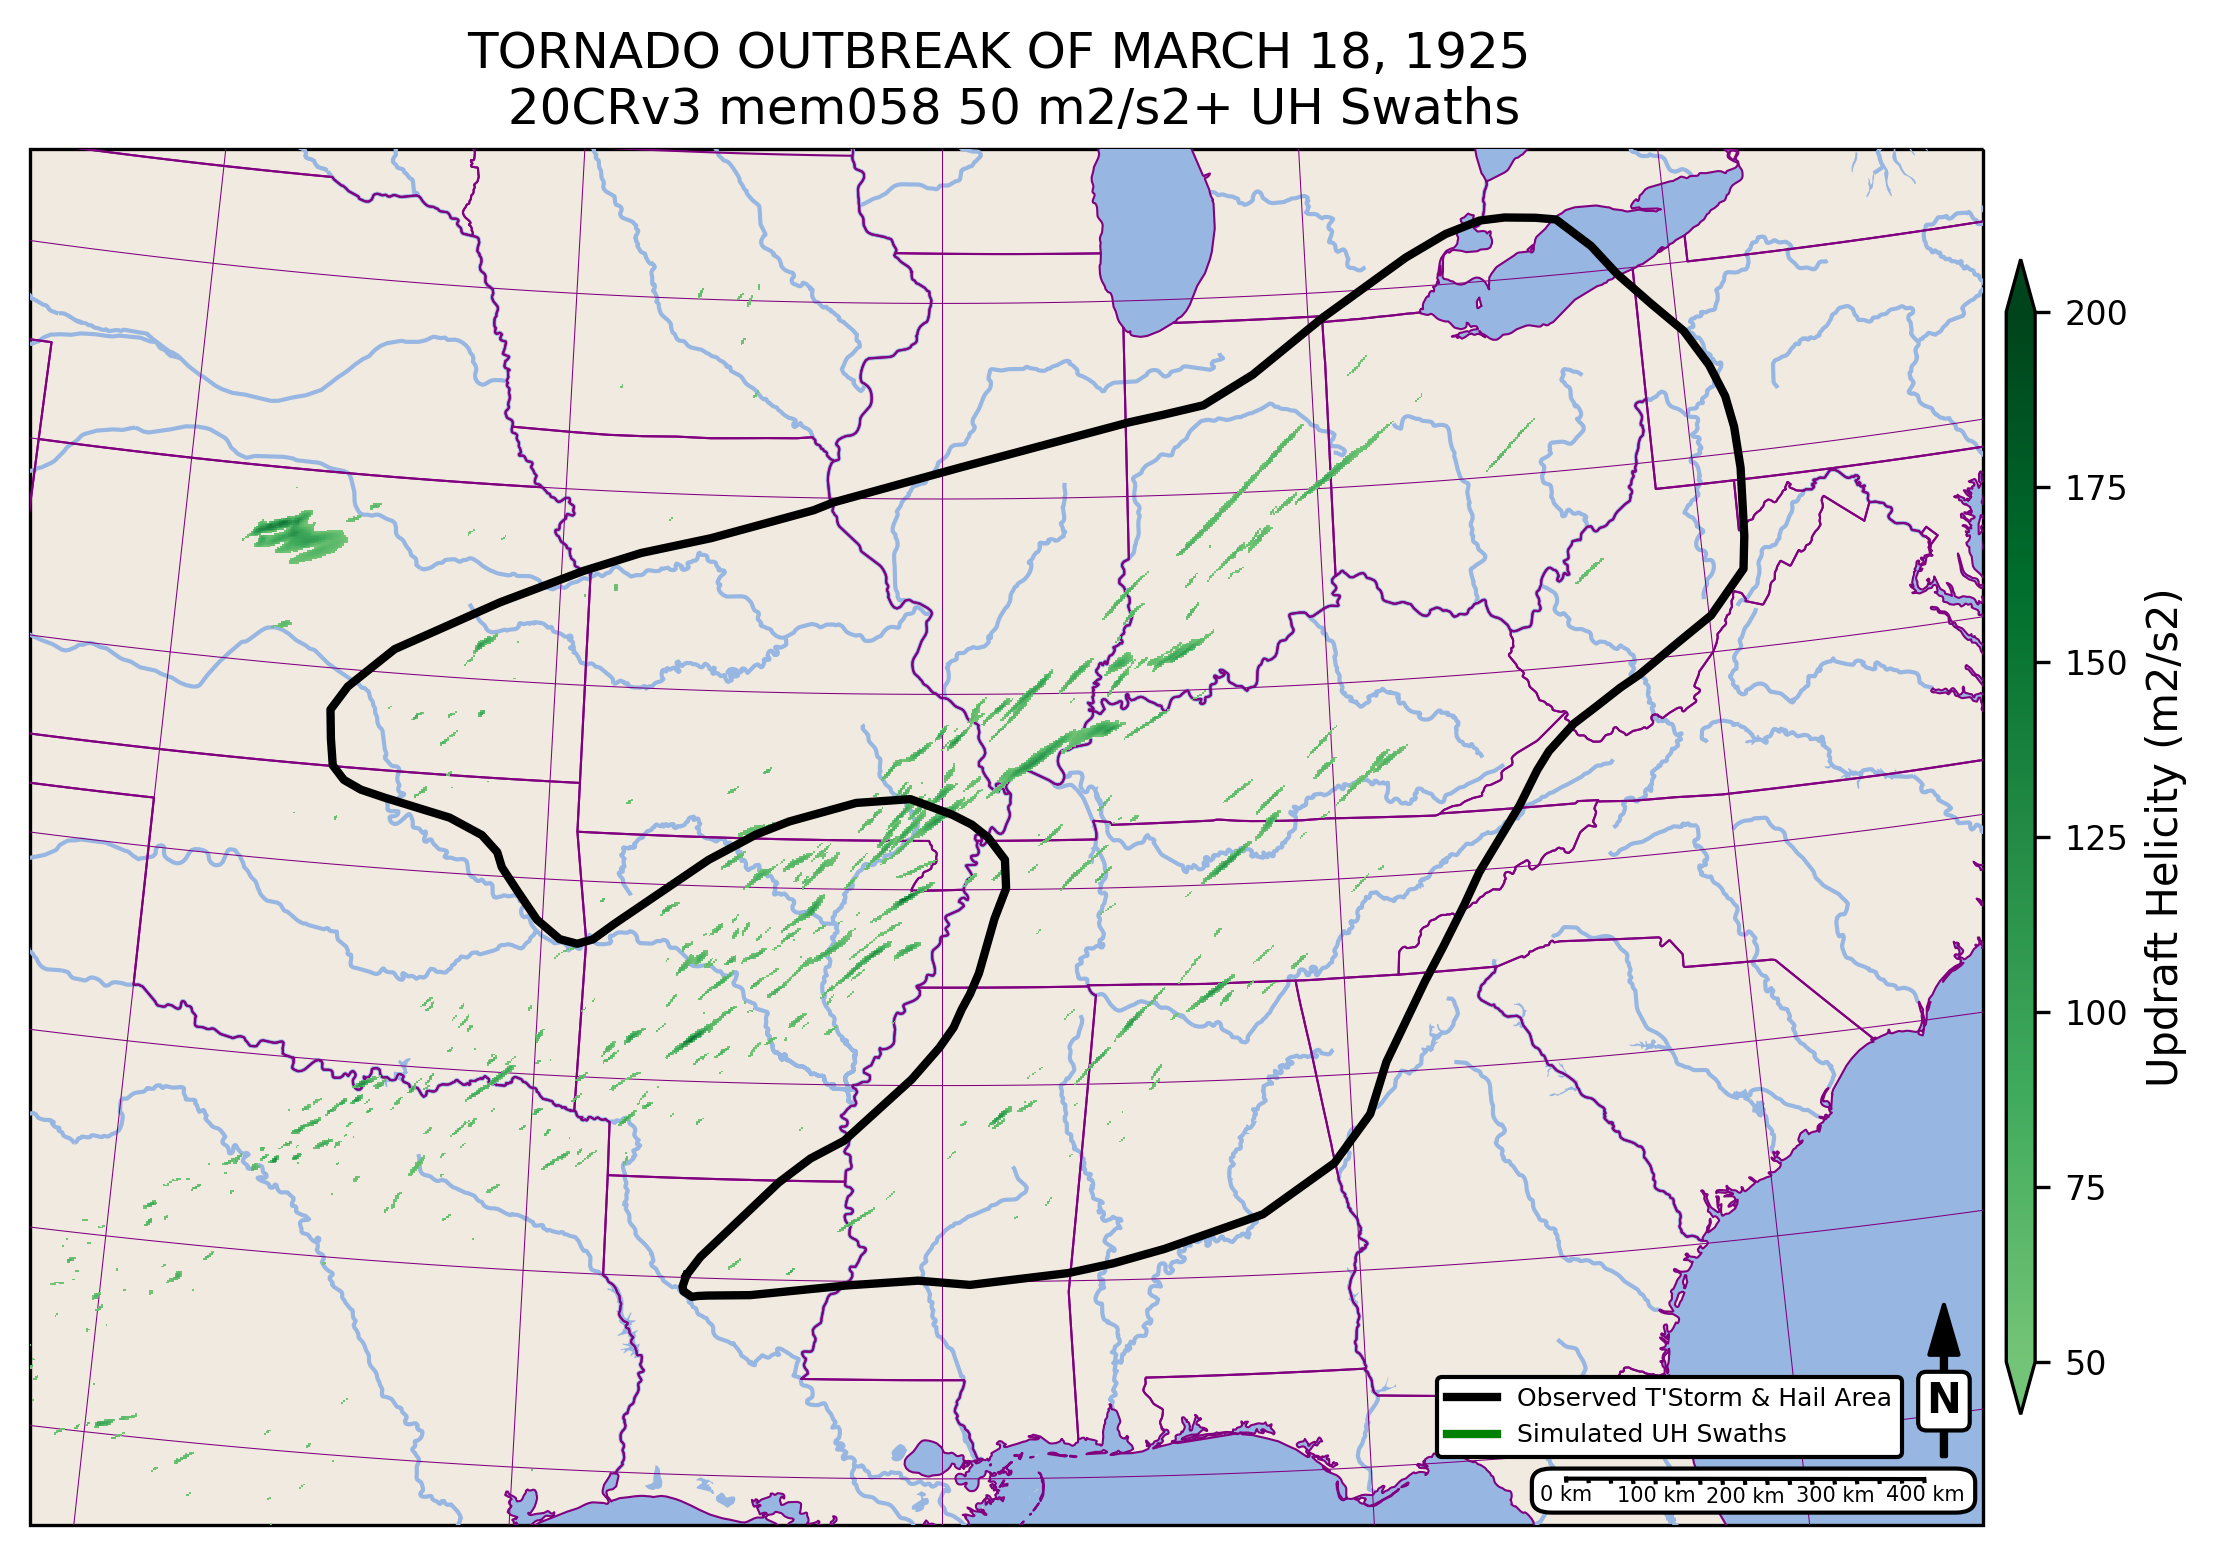 TORNADO OUTBREAK OF MARCH 18, 1925
20CRv3 mem058 50 m2/s2+ UH Swaths
200
175
150
125
100
75
50
Updraft Helicity (m2/s2)
N
Observed T'Storm & Hail Area
Simulated UH Swaths
0 km 100 km 200 km 300 km 400 km